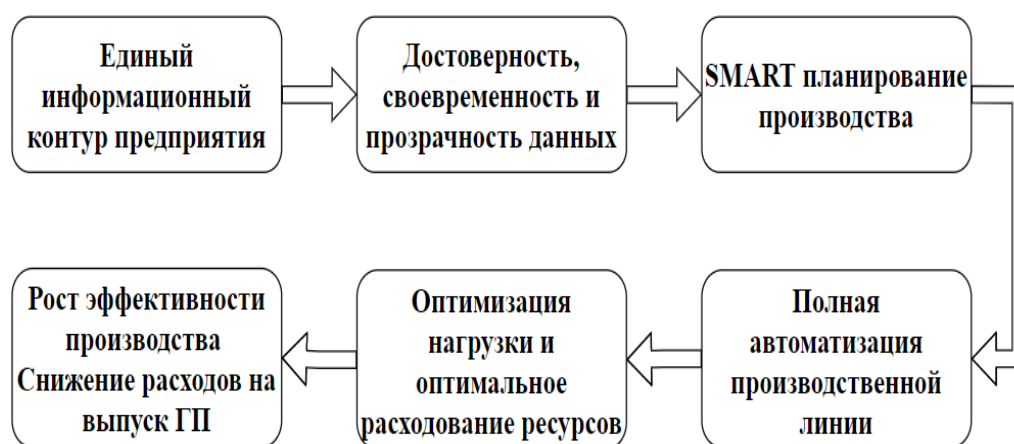 Единый
информационный
контур предприятия
Достоверность,
своевременность и
прозрачность данных
SMART планирование
производства
Полная
автоматизация
производственной
линии
Оптимизация
нагрузки и
оптимальное
расходование ресурсов
Рост эффективности
производства
Снижение расходов на
выпуск ГП